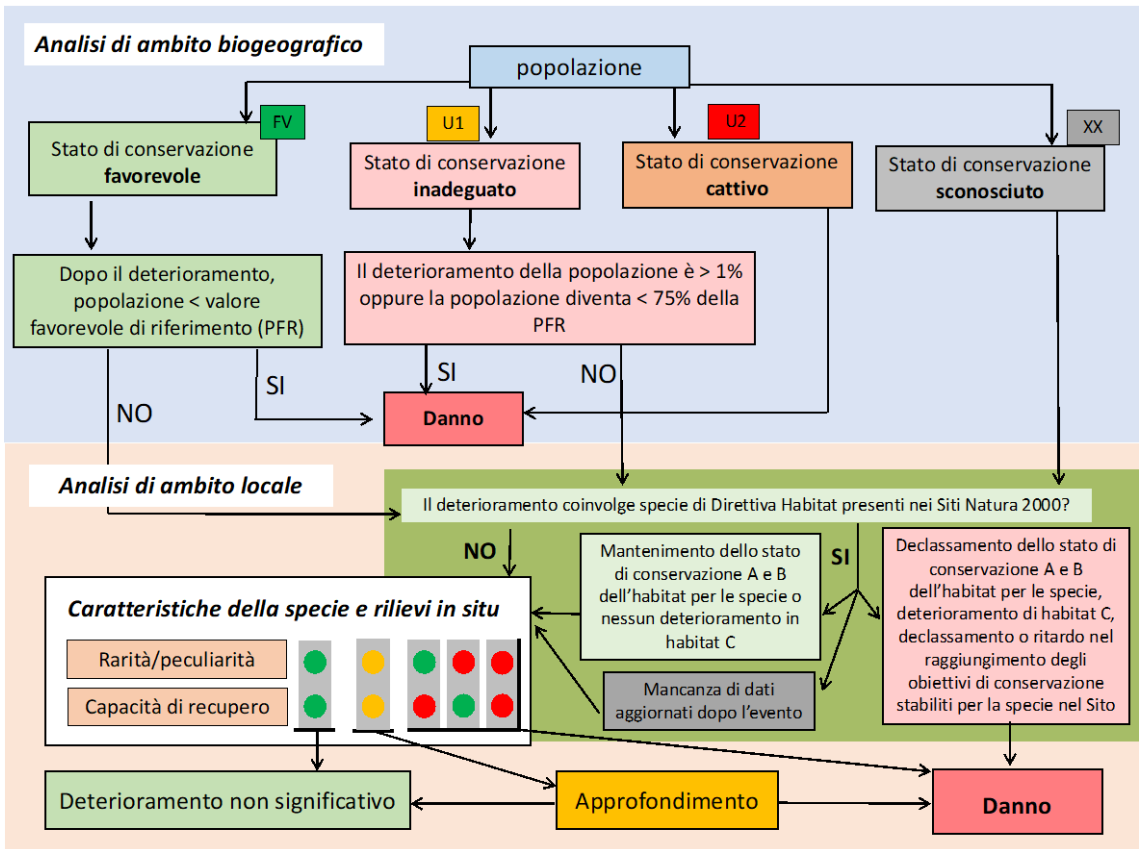 Analisi di ambito biogeografico
popolazione
FV
U1
U2
XX
Stato di conservazione
favorevole
Stato di conservazione
inadeguato
Stato di conservazione
cattivo
Stato di conservazione
sconosciuto
Dopo il deterioramento,
popolazione < valore
favorevole di riferimento (PFR)
Il deterioramento della popolazione è > 1%
oppure la popolazione diventa < 75% della
PFR
SI
SI
NO
NO
Danno
Analisi di ambito locale
Il deterioramento coinvolge specie di Direttiva Habitat presenti nei Siti Natura 2000?
NO
SI
Mantenimento dello stato
di conservazione A e B
dell’habitat per le specie o
nessun deterioramento in
habitat C
Declassamento dello stato di
conservazione A e B
dell’habitat per le specie,
deterioramento di habitat C,
declassamento o ritardo nel
raggiungimento degli
obiettivi di conservazione
stabiliti per la specie nel Sito
Caratteristiche della specie e rilievi in situ
Rarità/peculiarità
Capacità di recupero
Mancanza di dati
aggiornati dopo l’evento
Deterioramento non significativo
Approfondimento
Danno